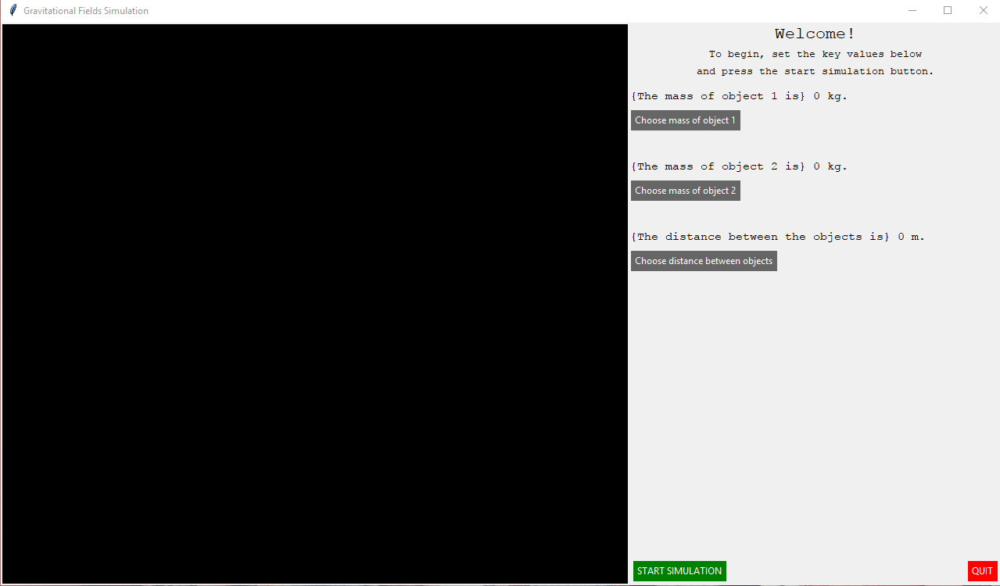 Gravitational Fields Simulation
Welcome!
To begin, set the key values below
and press the start simulation button.
{The mass of object 1 is} 0 kg.
Choose mass of object 1
{The mass of object 2 is} 0 kg.
Choose mass of object 2
{The distance between the objects is} 0 m.
Choose distance between objects
START SIMULATION
QUIT